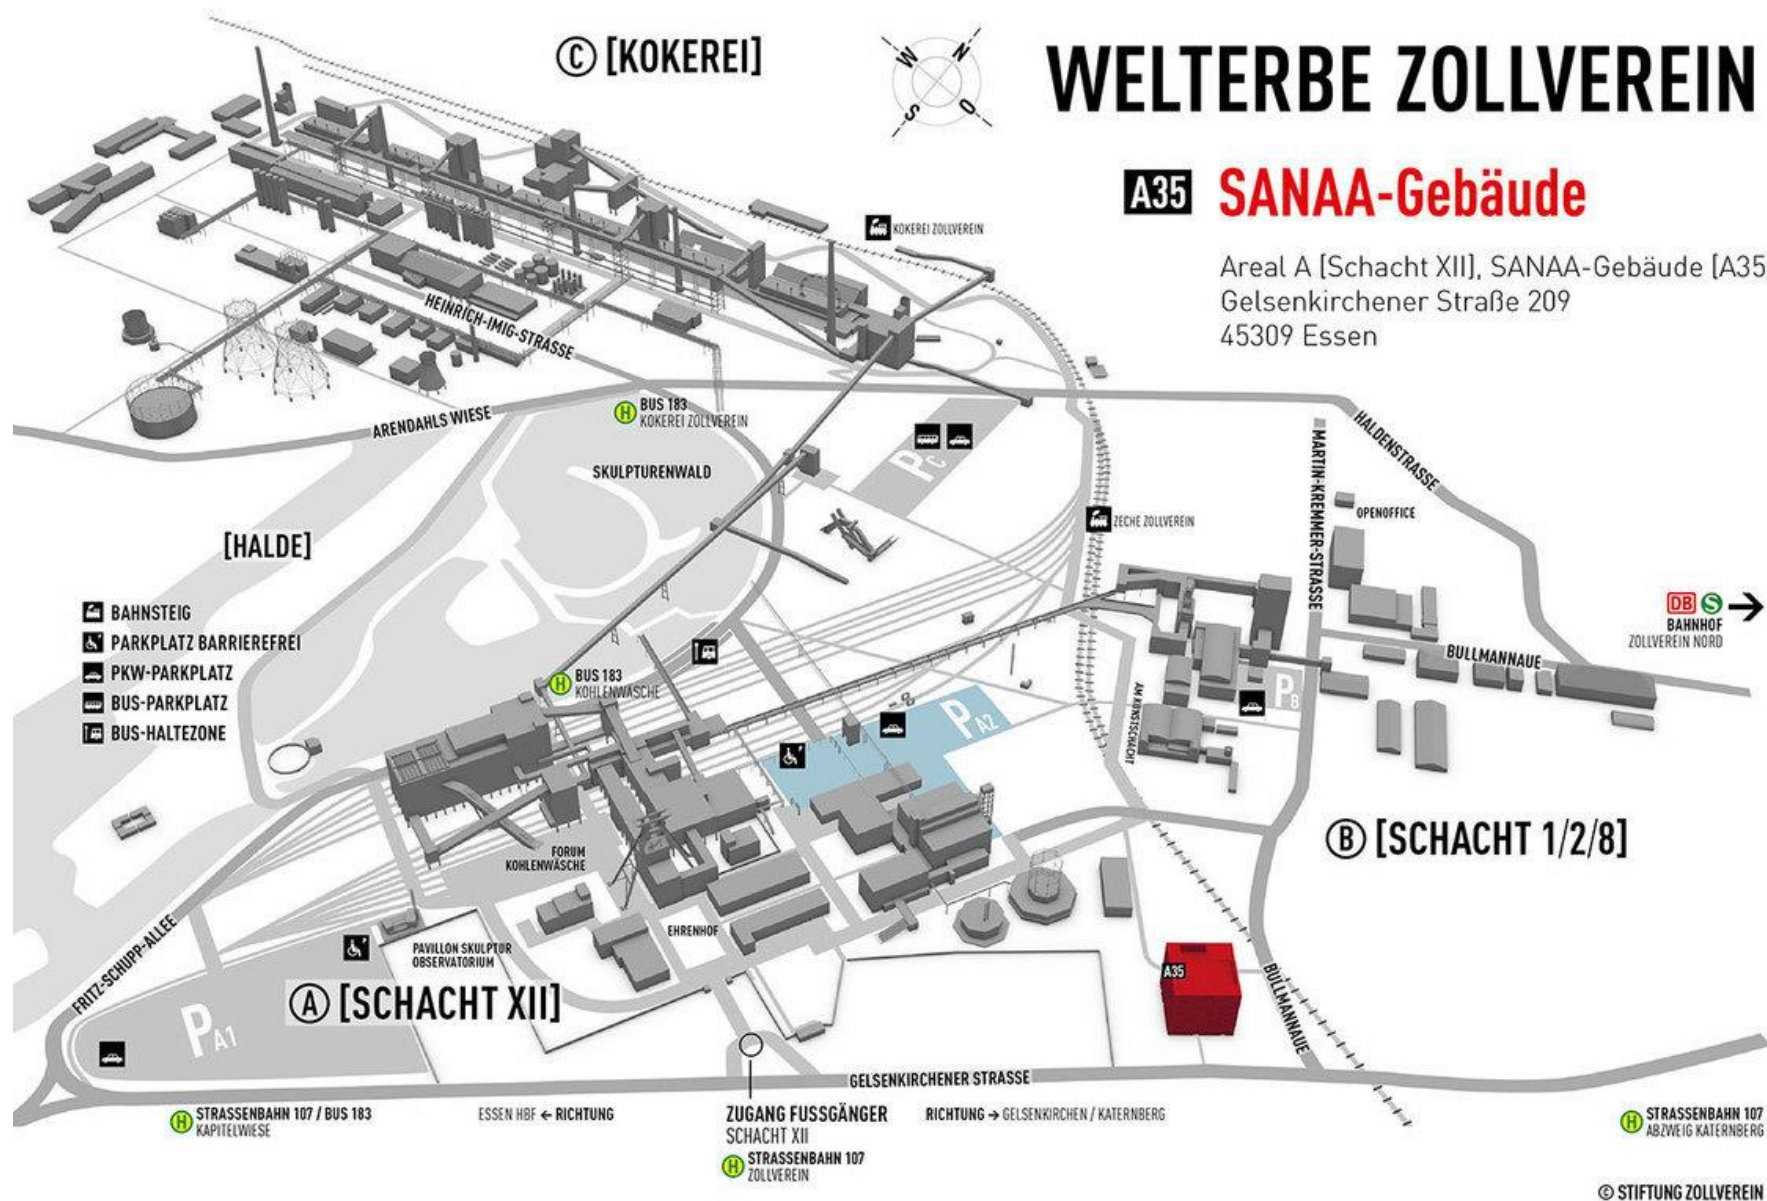 Ⓒ [KOKEREI]
W
N
S
O
WELTERBE ZOLLVEREIN
A35 SANAA-Gebäude
Areal A [Schacht XII], SANAA-Gebäude [A35
Gelsenkirchener Straße 209
45309 Essen
KOKEREI ZOLLVEREIN
HEINRICH-IMIG-STRASSE
ARENDAHLS WIESE
H BUS 183
KOKEREI ZOLLVEREIN
SKULPTURENWALD
PC
HALDENSTRASSE
MARTIN-KREMMER-STRASSE
OPENOFFICE
ZECHE ZOLLVEREIN
[HALDE]
BAHNSTEIG
PARKPLATZ BARRIEREFREI
PKW-PARKPLATZ
BUS-PARKPLATZ
BUS-HALTEZONE
DB S
BAHNHOF
ZOLLVEREIN NORD
BULLMANNAUE
H BUS 183
KOHLENWÄSCHE
PA2
PB
AM KUNSTSCHACHT
Ⓑ [SCHACHT 1/2/8]
FORUM
KOHLENWÄSCHE
EHRENHOF
FRITZ-SCHUPP-ALLEE
PAVILLON SKULPTUR
OBSERVATORIUM
Ⓐ [SCHACHT XII]
PA1
A35
BULLMANNAUE
GELSENKIRCHENER STRASSE
H STRASSENBAHN 107 / BUS 183
KAPITELWIESE
ESSEN HBF ← RICHTUNG
ZUGANG FUSSGÄNGER
SCHACHT XII
H STRASSENBAHN 107
ZOLLVEREIN
RICHTUNG → GELSENKIRCHEN / KATERNBERG
H STRASSENBAHN 107
ABZWEIG KATERNBERG
© STIFTUNG ZOLLVEREIN